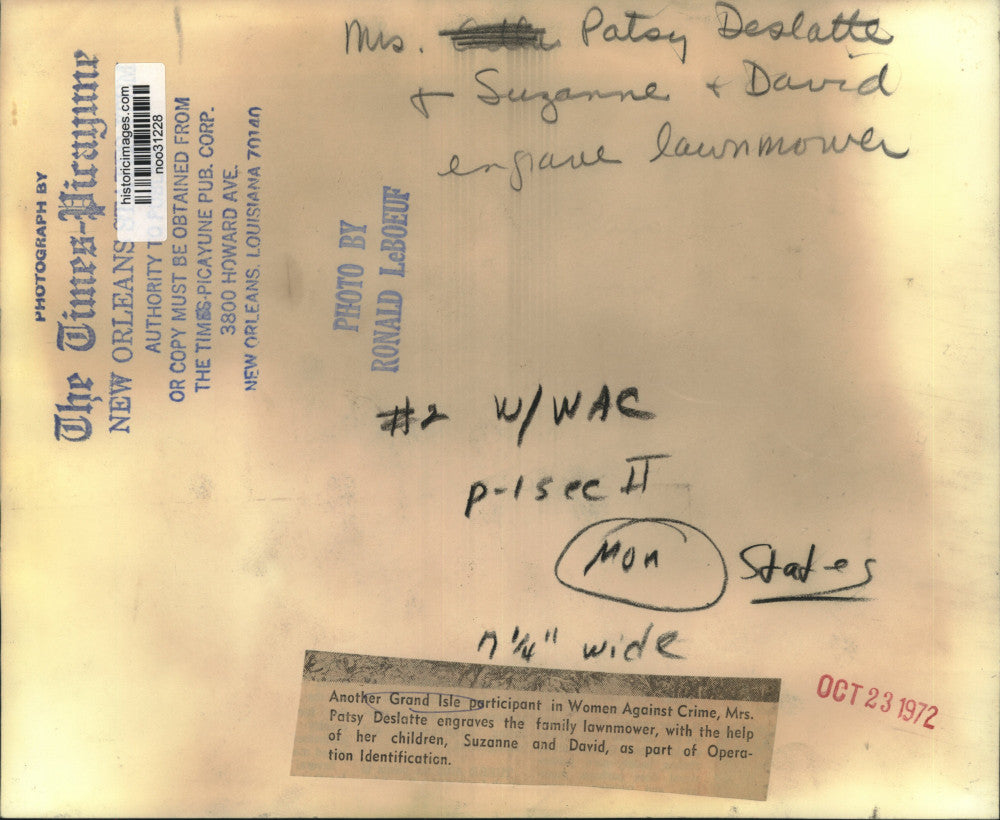 Mrs. Patsy Deslatte
+ Suzanne + David
engrave lawnmower
PHOTOGRAPH BY
The Times-Picayune
NEW ORLEANS
AUTHORITY TO
OR COPY MUST BE OBTAINED FROM
THE TIMES-PICAYUNE PUB. CORP.
3800 HOWARD AVE.
NEW ORLEANS, LOUISIANA 70140
historicimages.com
noo31228
PHOTO BY
RONALD LeBOEUF
#2 W/WAC
p-1 sec II
Mon States
7 1/4" wide
OCT 23 1972
Another Grand Isle participant in Women Against Crime, Mrs.
Patsy Deslatte engraves the family lawnmower, with the help
of her children, Suzanne and David, as part of Opera-
tion Identification.